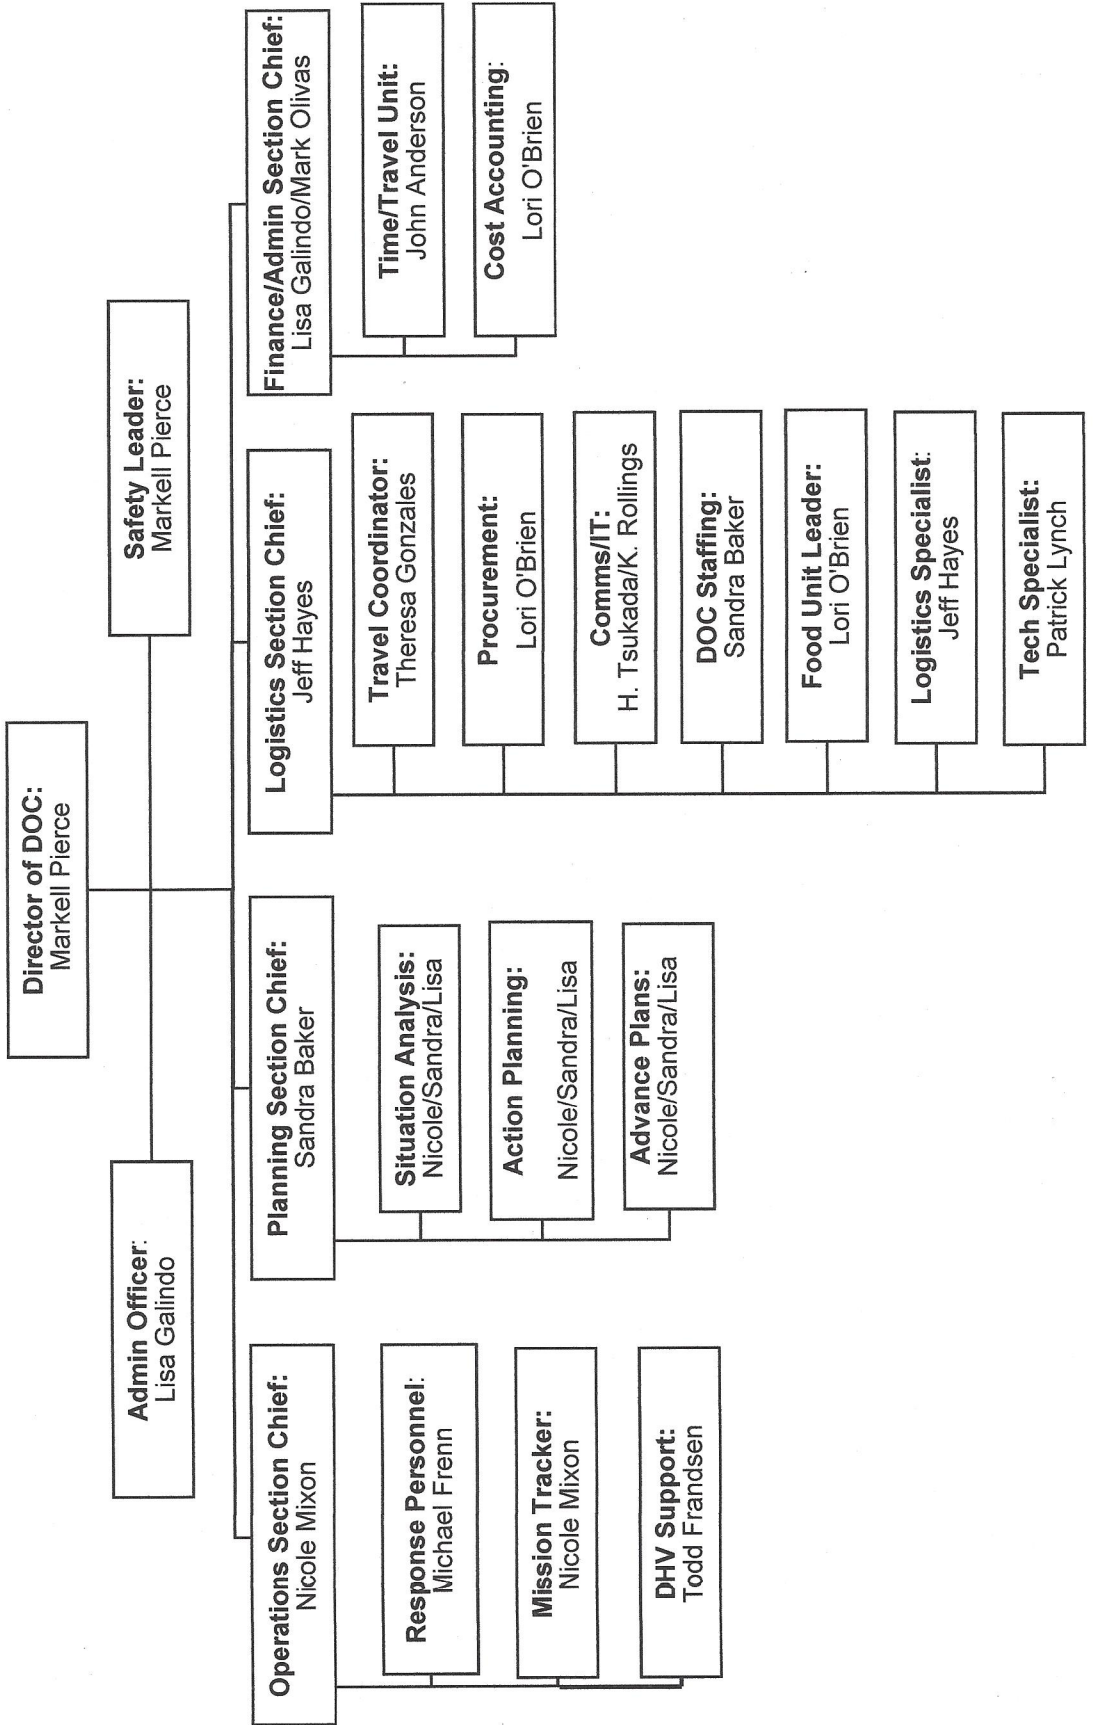 Director of DOC:
Markell Pierce
Admin Officer:
Lisa Galindo
Safety Leader:
Markell Pierce
Operations Section Chief:
Nicole Mixon
Response Personnel:
Michael Frenn
Mission Tracker:
Nicole Mixon
DHV Support:
Todd Frandsen
Planning Section Chief:
Sandra Baker
Situation Analysis:
Nicole/Sandra/Lisa
Action Planning:
Nicole/Sandra/Lisa
Advance Plans:
Nicole/Sandra/Lisa
Logistics Section Chief:
Jeff Hayes
Travel Coordinator:
Theresa Gonzales
Procurement:
Lori O'Brien
Comms/IT:
H. Tsukada/K. Rollings
DOC Staffing:
Sandra Baker
Food Unit Leader:
Lori O'Brien
Logistics Specialist:
Jeff Hayes
Tech Specialist:
Patrick Lynch
Finance/Admin Section Chief:
Lisa Galindo/Mark Olivas
Time/Travel Unit:
John Anderson
Cost Accounting:
Lori O'Brien